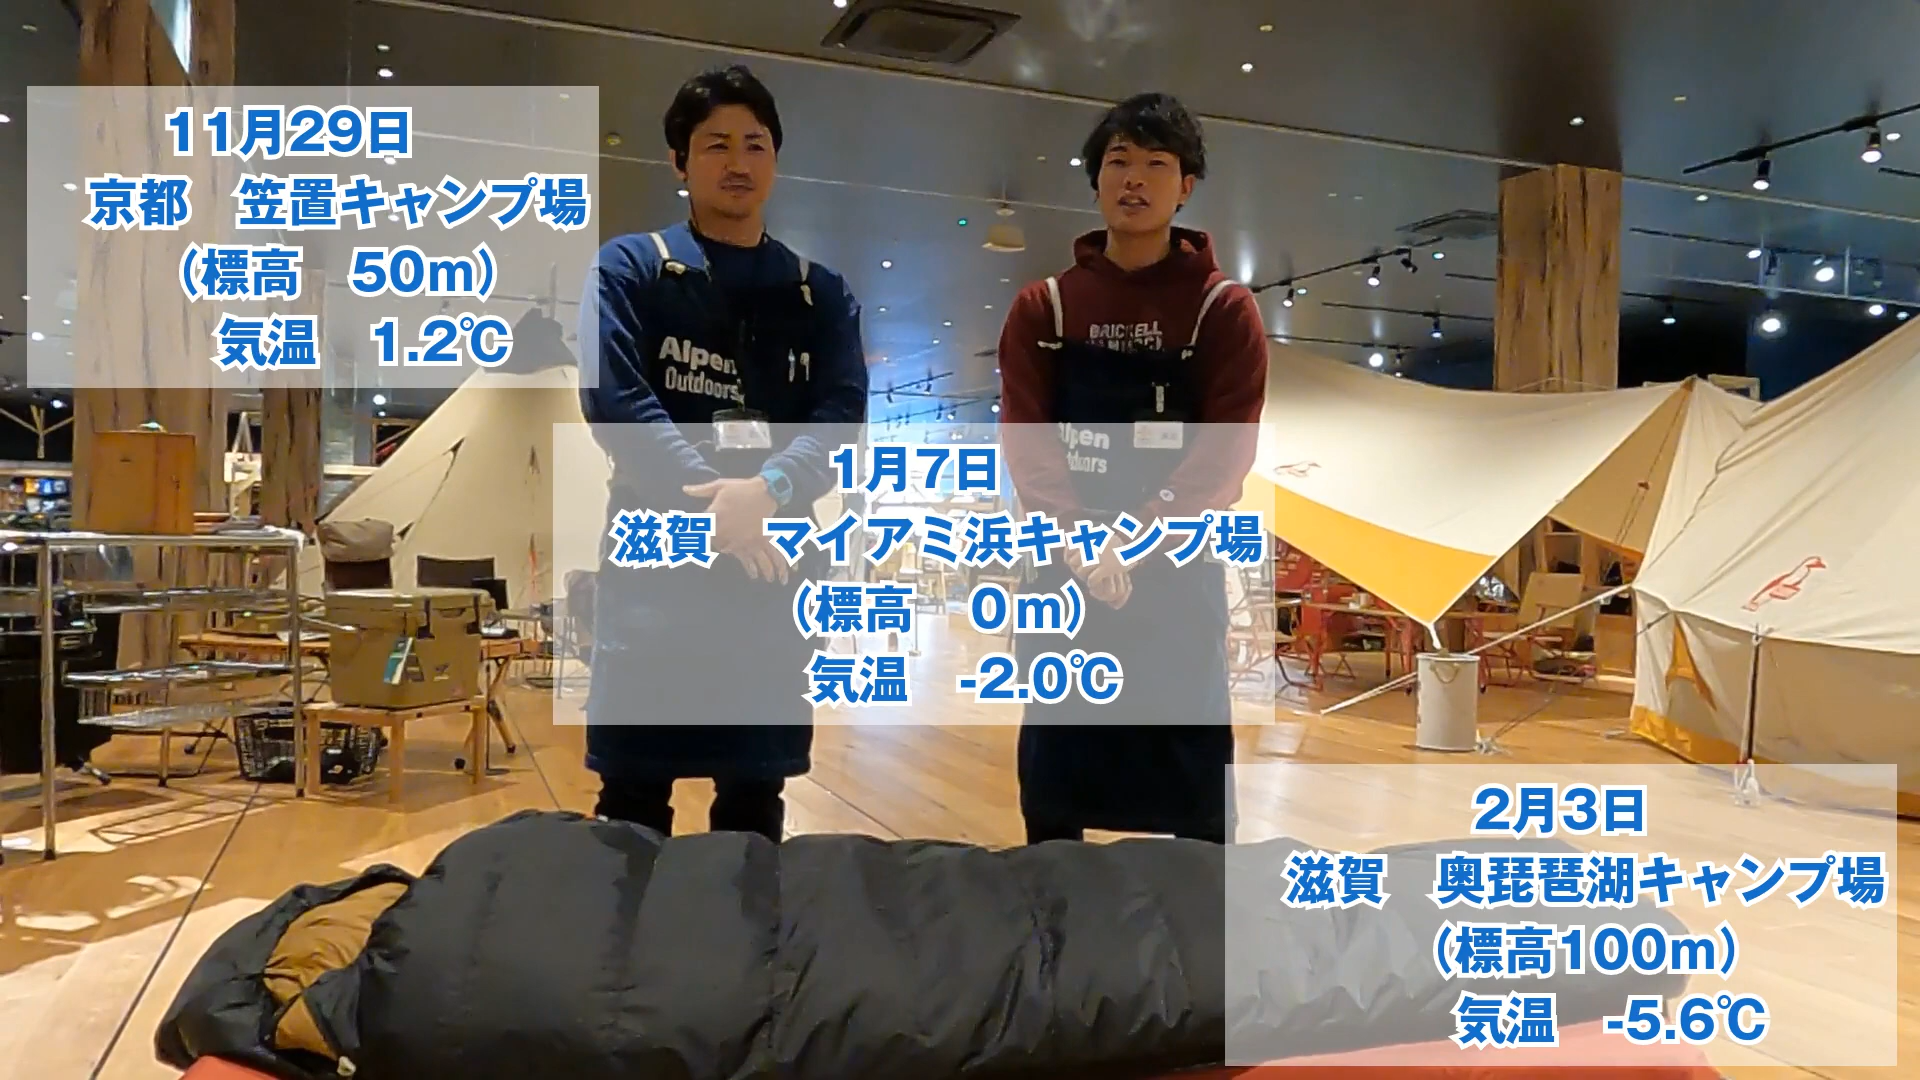 11月29日
京都　笠置キャンプ場
（標高　50m）
気温　1.2℃
Alpen
Outdoors
BRICKELL
Alpen
1月7日
滋賀　マイアミ浜キャンプ場
（標高　０m）
気温　-2.0℃
2月3日
滋賀　奥琵琶湖キャンプ場
（標高100m）
気温　-5.6℃